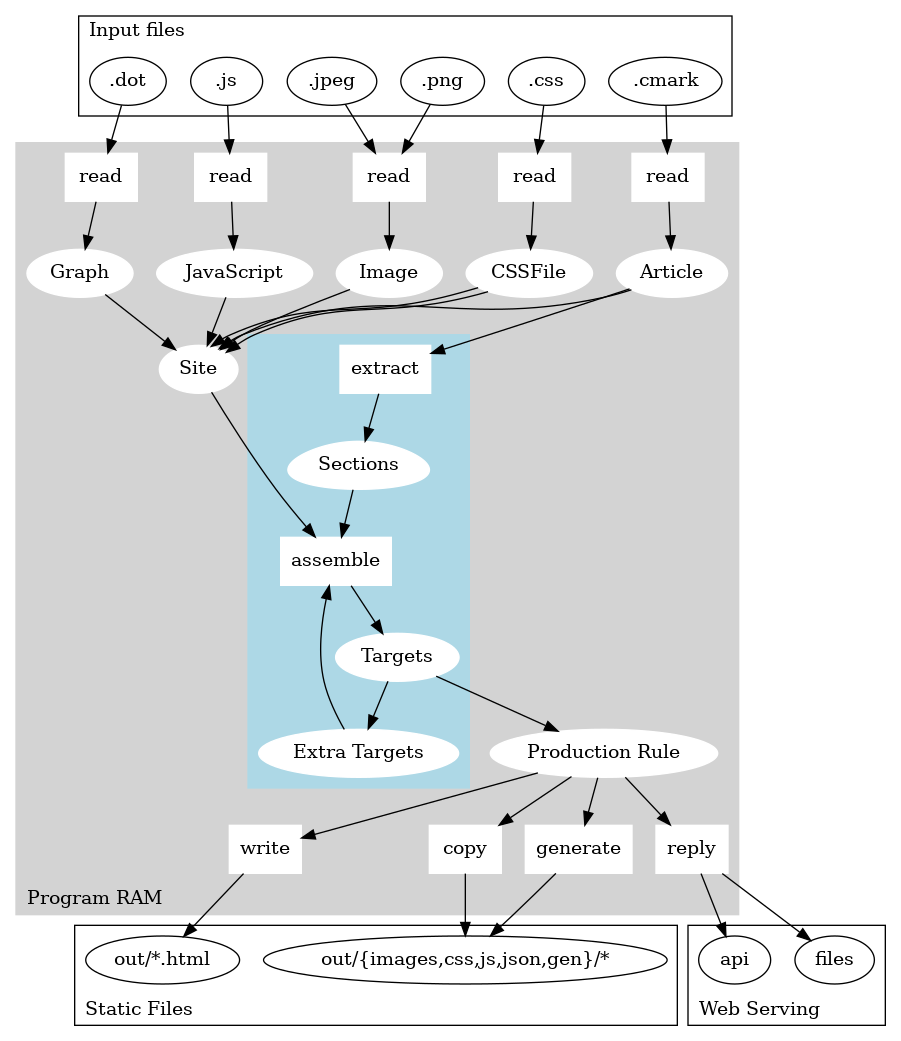 Input files
.dot
.js
.jpeg
.png
.css
.cmark
read
read
read
read
read
Graph
JavaScript
Image
CSSFile
Article
Site
extract
Sections
assemble
Targets
Extra Targets
Production Rule
write
copy
generate
reply
Program RAM
out/*.html
out/{images,css,js,json,gen}/*
api
files
Static Files
Web Serving